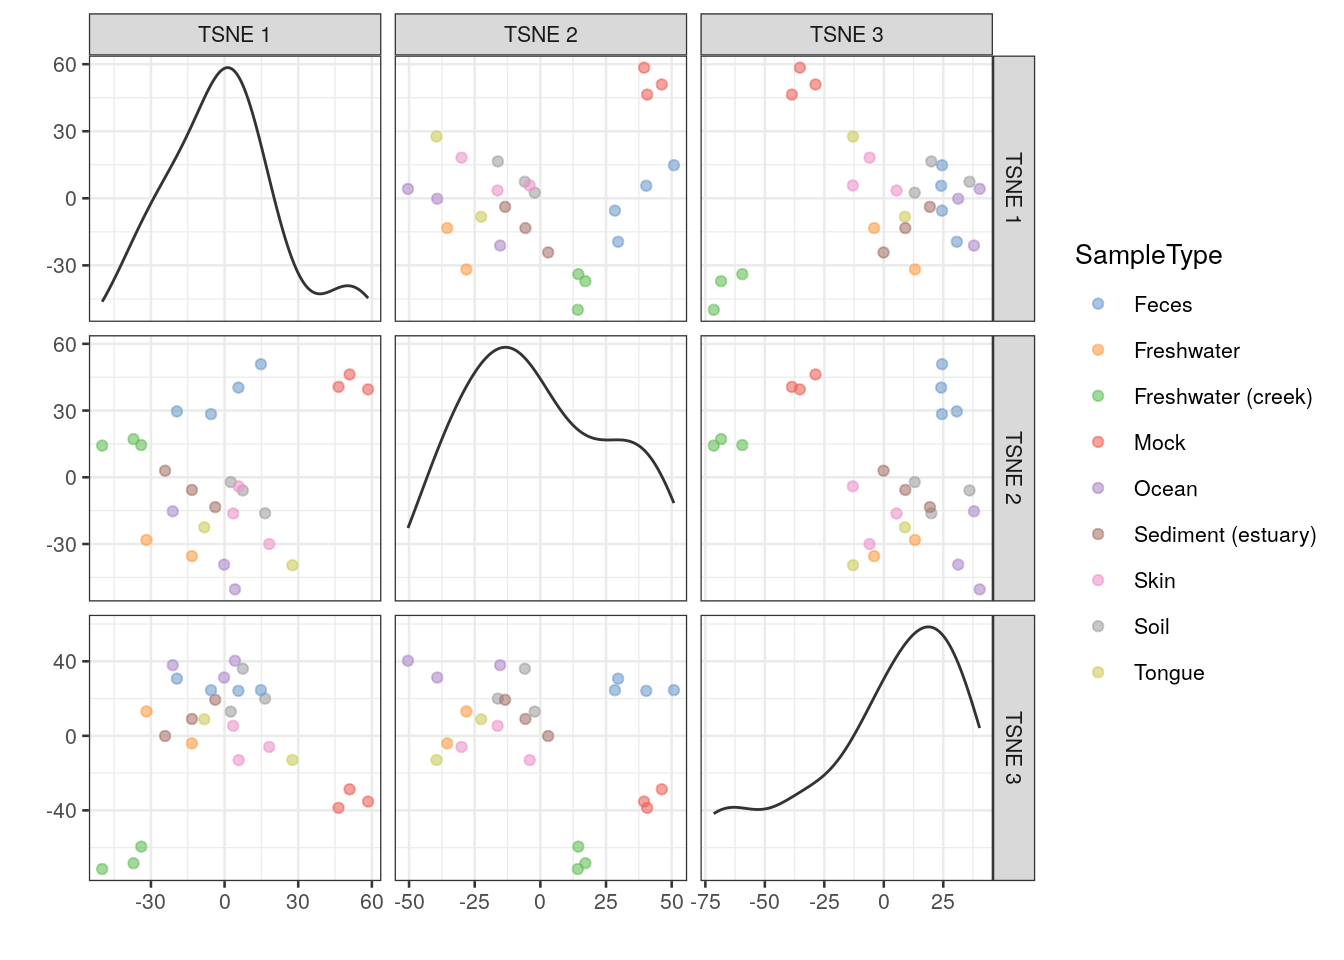 TSNE 1 TSNE 2 TSNE 3
60
30
0
-30
TSNE 1
60
30
0
-30
TSNE 2
40
0
-40
TSNE 3
-30 0 30 60 -50 -25 0 25 50 -75 -50 -25 0 25
SampleType
Feces
Freshwater
Freshwater (creek)
Mock
Ocean
Sediment (estuary)
Skin
Soil
Tongue